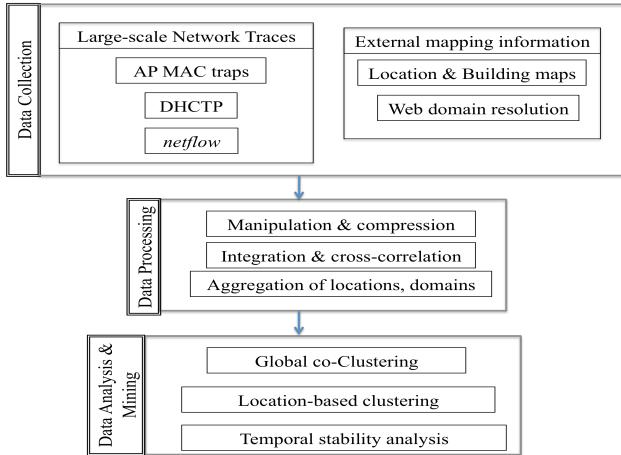 Data Collection
Large-scale Network Traces
AP MAC traps
DHCTP
netflow
External mapping information
Location & Building maps
Web domain resolution
Data Processing
Manipulation & compression
Integration & cross-correlation
Aggregation of locations, domains
Data Analysis &
Mining
Global co-Clustering
Location-based clustering
Temporal stability analysis